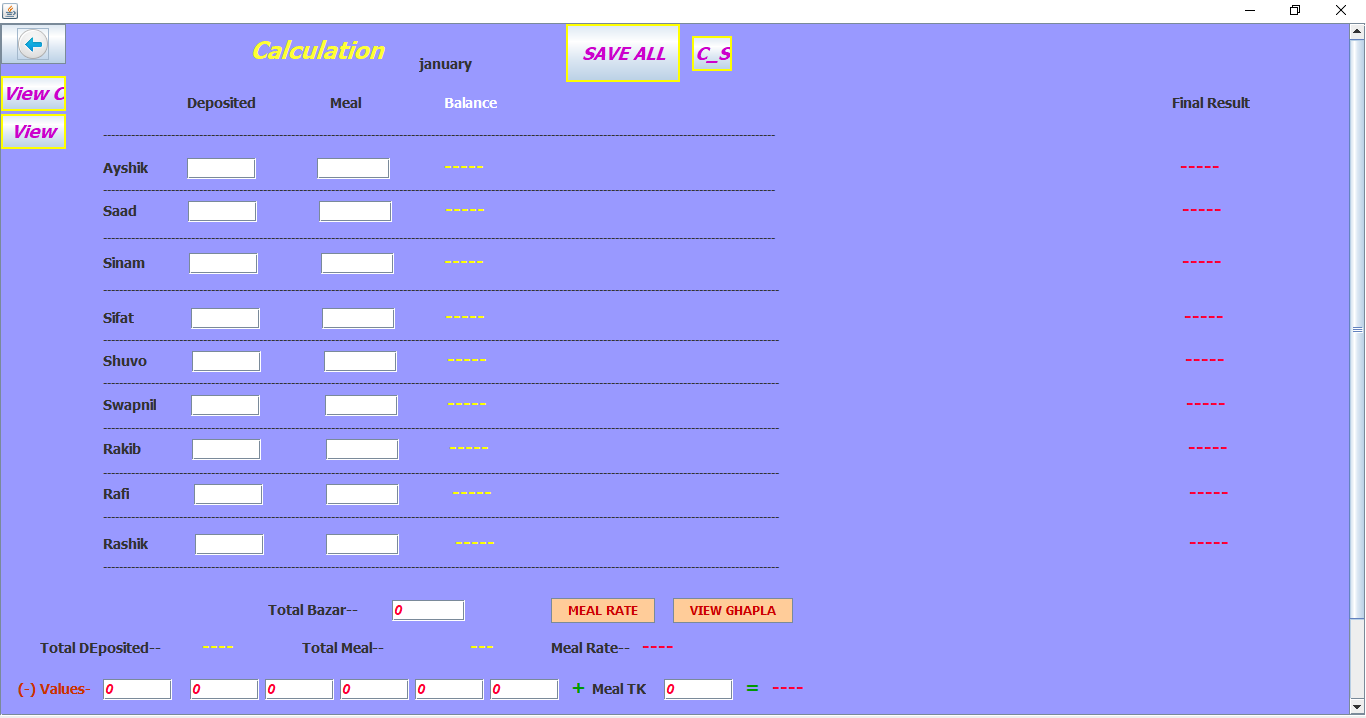 Calculation SAVE ALL C_S
january
View C
Deposited Meal Balance Final Result
View
--------------------------------------------------------------------------------
Ayshik ----- -----
--------------------------------------------------------------------------------
Saad ----- -----
--------------------------------------------------------------------------------
Sinam ----- -----
--------------------------------------------------------------------------------
Sifat ----- -----
--------------------------------------------------------------------------------
Shuvo ----- -----
--------------------------------------------------------------------------------
Swapnil ----- -----
--------------------------------------------------------------------------------
Rakib ----- -----
--------------------------------------------------------------------------------
Rafi ----- -----
--------------------------------------------------------------------------------
Rashik ----- -----
--------------------------------------------------------------------------------
Total Bazar-- 0 MEAL RATE VIEW GHAPLA
Total DEposited-- ---- Total Meal-- --- Meal Rate-- ----
(-) Values- 0 0 0 0 0 0 + Meal TK 0 = ----